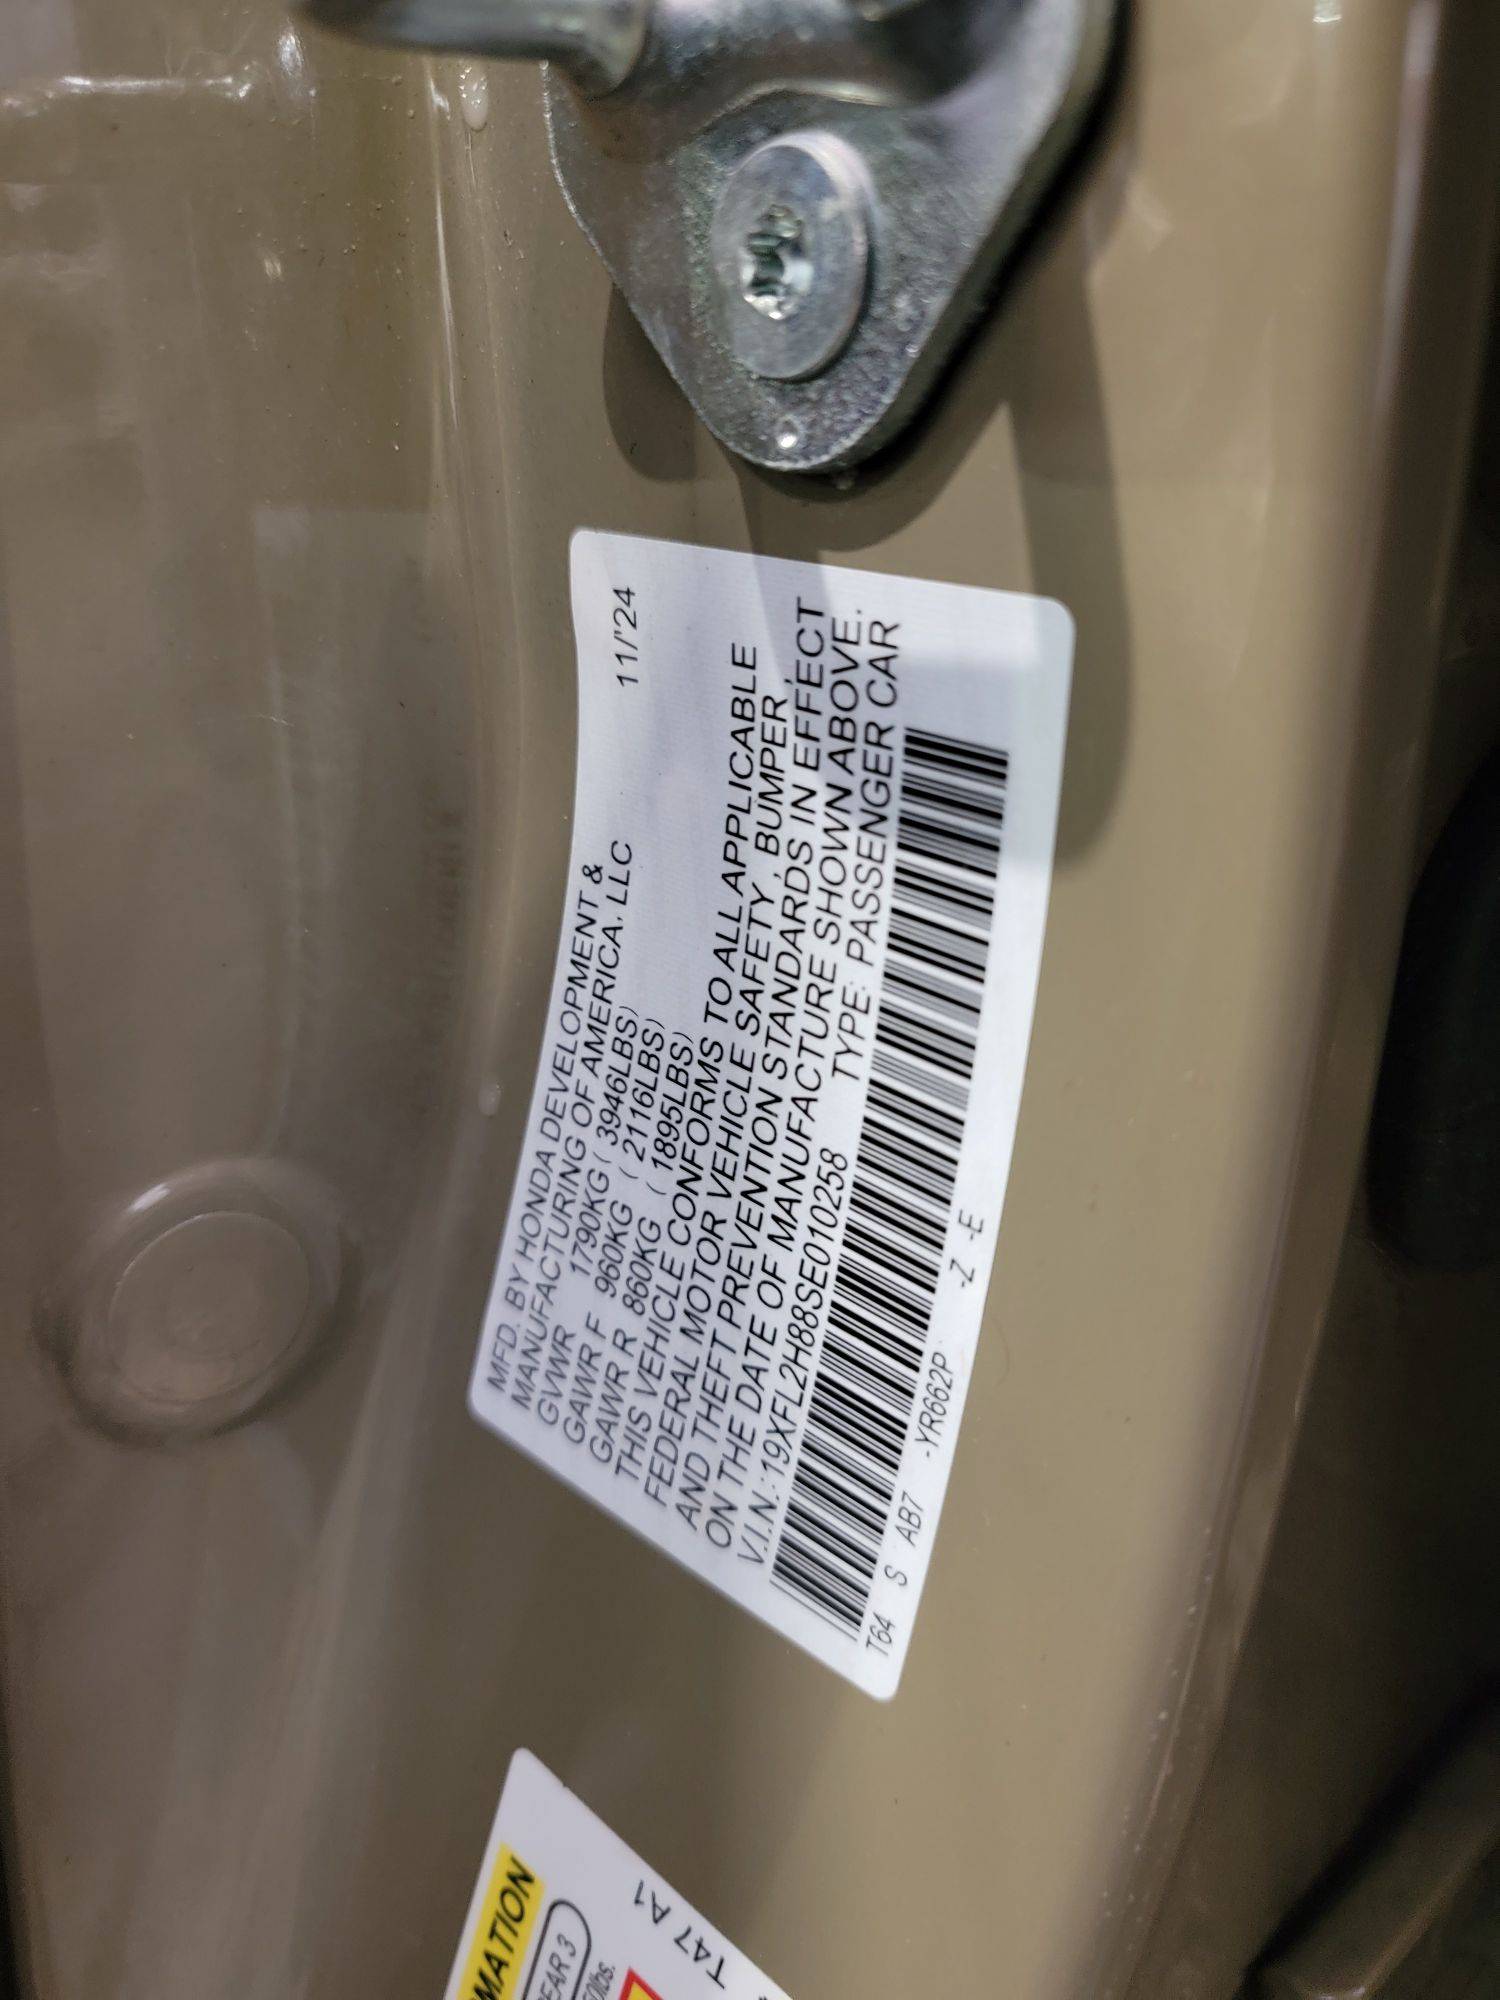 MFD. BY HONDA DEVELOPMENT &
MANUFACTURING OF AMERICA, LLC 11/'24
GVWR 1790KG ( 3946LBS)
GAWR F 960KG ( 2116LBS)
GAWR R 860KG ( 1895LBS)
THIS VEHICLE CONFORMS TO ALL APPLICABLE
FEDERAL MOTOR VEHICLE SAFETY, BUMPER,
AND THEFT PREVENTION STANDARDS IN EFFECT
ON THE DATE OF MANUFACTURE SHOWN ABOVE.
V.I.N.:19XFL2H88SE010258 TYPE: PASSENGER CAR
T64 S AB7 -YR662P -Z -E
T47 A1